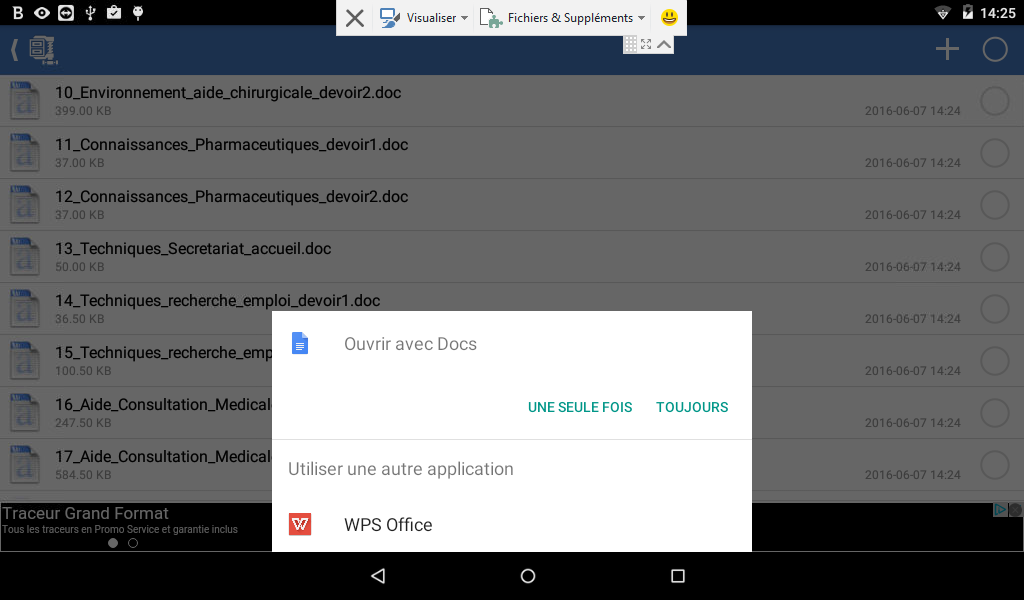 14:25
Visualiser
Fichiers & Suppléments
10_Environnement_aide_chirurgicale_devoir2.doc
399.00 KB
2016-06-07 14:24
11_Connaissances_Pharmaceutiques_devoir1.doc
37.00 KB
2016-06-07 14:24
12_Connaissances_Pharmaceutiques_devoir2.doc
37.00 KB
2016-06-07 14:24
13_Techniques_Secretariat_accueil.doc
50.00 KB
2016-06-07 14:24
14_Techniques_recherche_emploi_devoir1.doc
36.50 KB
2016-06-07 14:24
15_Techniques_recherche_emp
100.50 KB
2016-06-07 14:24
16_Aide_Consultation_Medical
247.50 KB
2016-06-07 14:24
17_Aide_Consultation_Medical
584.50 KB
2016-06-07 14:24
Ouvrir avec Docs
UNE SEULE FOIS
TOUJOURS
Utiliser une autre application
WPS Office
Traceur Grand Format
Tous les traceurs en Promo Service et garantie inclus